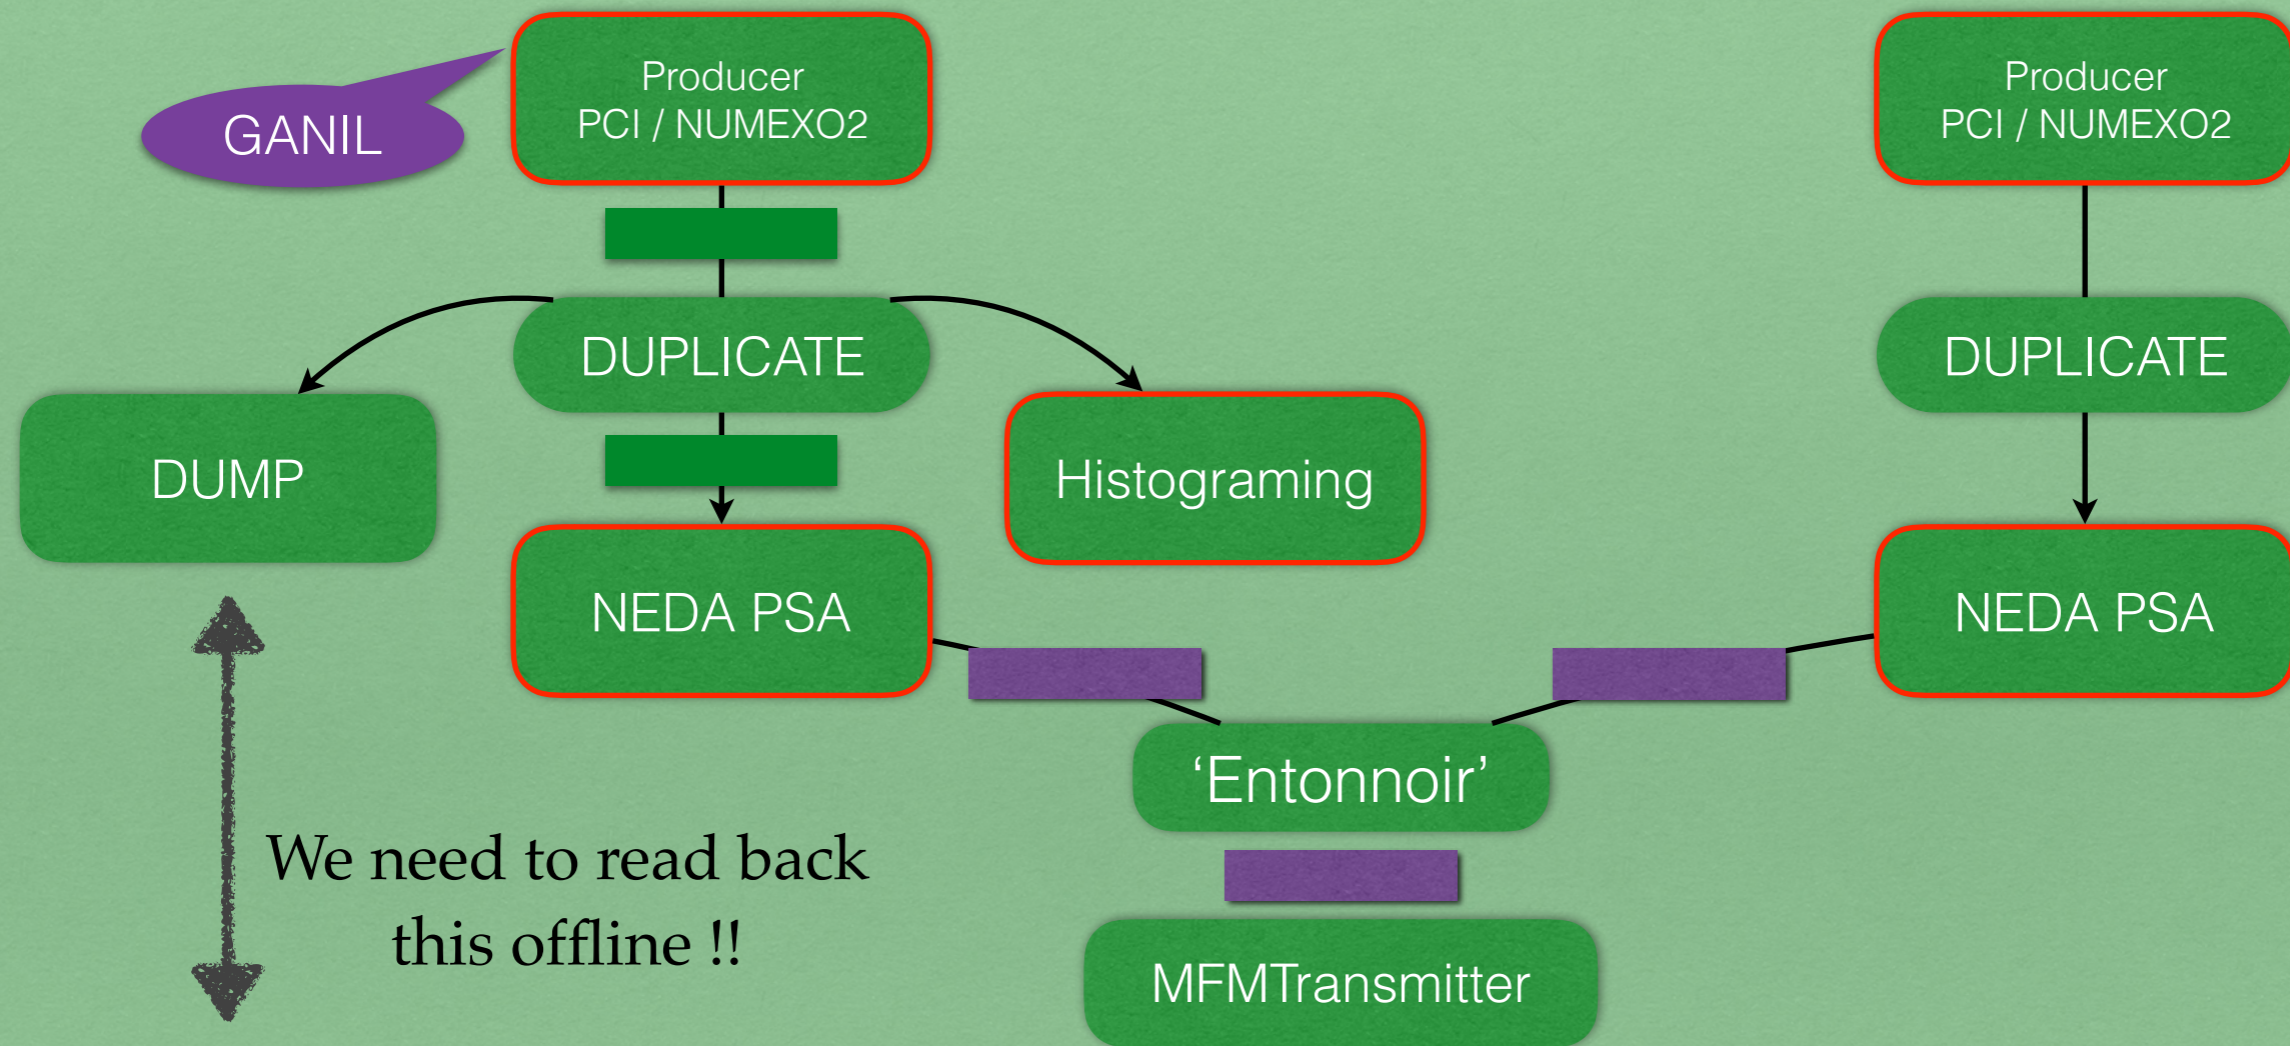 Producer
PCI / NUMEXO2
Producer
PCI / NUMEXO2
GANIL
DUPLICATE
DUPLICATE
DUMP
Histograming
NEDA PSA
NEDA PSA
‘Entonnoir’
We need to read back
this offline !!
MFMTransmitter